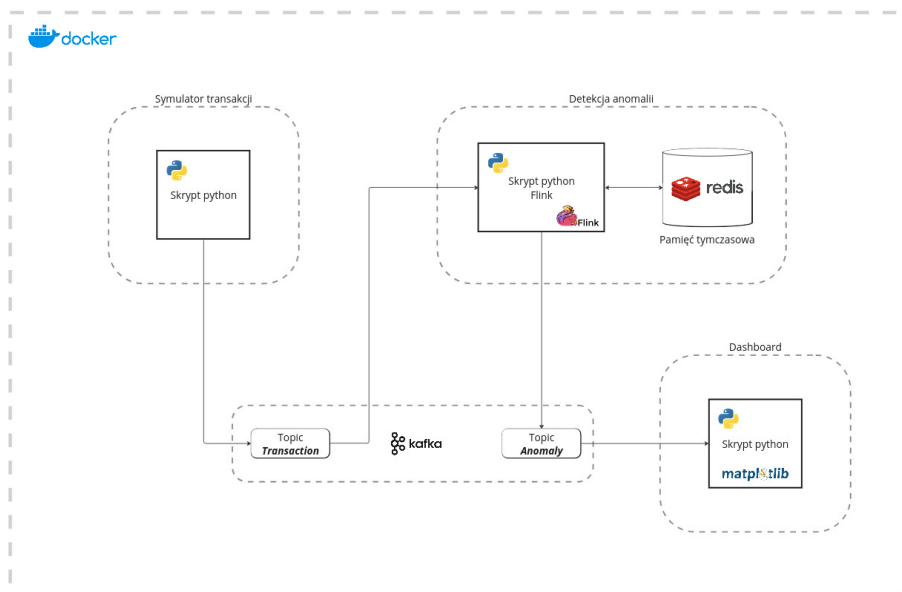 docker
Symulator transakcji
Detekcja anomalii
Skrypt python
Skrypt python
Flink
Flink
redis
Pamięć tymczasowa
Dashboard
Topic
Transaction
kafka
Topic
Anomaly
Skrypt python
matplotlib